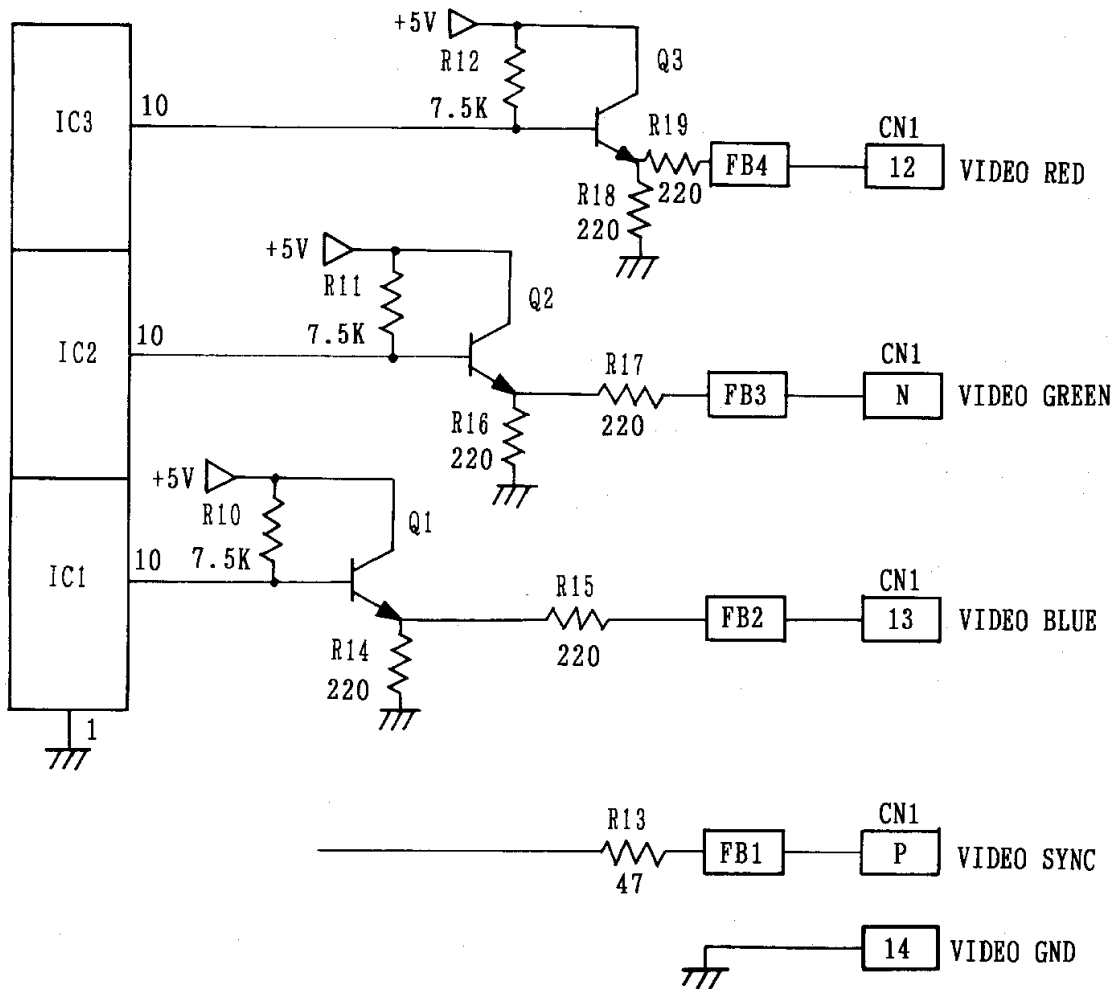 +5V
R12
7.5K
Q3
IC3
10
R19
220
R18
220
FB4
CN1
12
VIDEO RED
+5V
R11
7.5K
Q2
IC2
10
R17
220
R16
220
FB3
CN1
N
VIDEO GREEN
+5V
R10
7.5K
Q1
IC1
10
R15
220
R14
220
FB2
CN1
13
VIDEO BLUE
1
R13
47
FB1
CN1
P
VIDEO SYNC
14
VIDEO GND